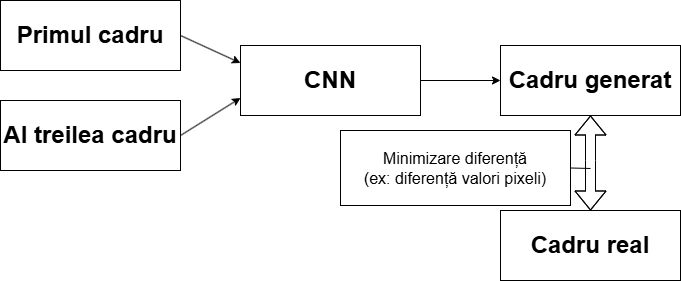 Primul cadru
Al treilea cadru
CNN
Cadru generat
Minimizare diferență
(ex: diferență valori pixeli)
Cadru real